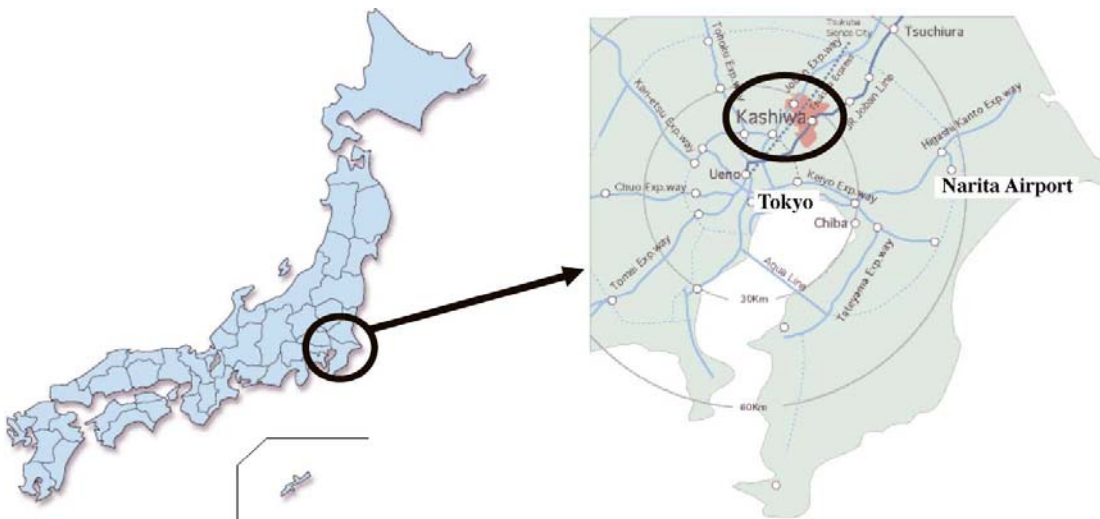 Tsukuba
Sience City
Tsuchiura
Tohoku Exp.way
Joban Exp.way
Kan-etsu Exp.way
Kashiwa
JR Joban Line
Higashi Kanto Exp.way
Ueno
Chuo Exp.way
Tokyo
Keiyo Exp.way
Narita Airport
Chiba
Tomei Exp.way
Aqua Line
Tateyama Exp.way
30Km
60Km